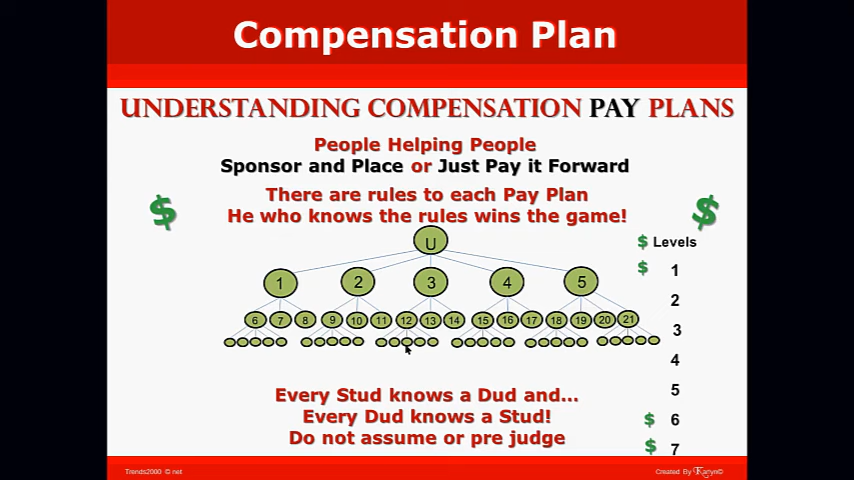 Compensation Plan
UNDERSTANDING COMPENSATION PAY PLANS
People Helping People
Sponsor and Place or Just Pay it Forward
There are rules to each Pay Plan
He who knows the rules wins the game!
$
$
U
$ Levels
1 2 3 4 5
$ 1
2
6 7 8 9 10 11 12 13 14 15 16 17 18 19 20 21
3
4
5
Every Stud knows a Dud and...
Every Dud knows a Stud!
Do not assume or pre judge
$ 6
$ 7
Trends2000 © net
Created By Karyn©